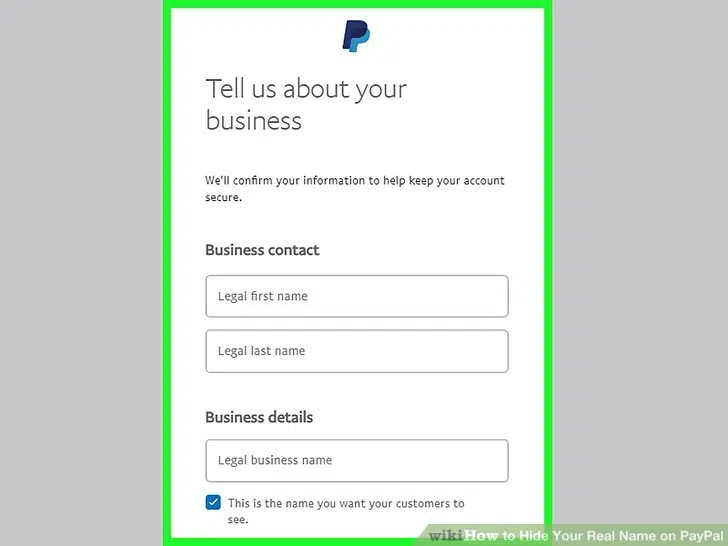 Tell us about your
business
We'll confirm your information to help keep your account
secure.
Business contact
Legal first name
Legal last name
Business details
Legal business name
This is the name you want your customers to
see.
wikiHow to Hide Your Real Name on PayPal